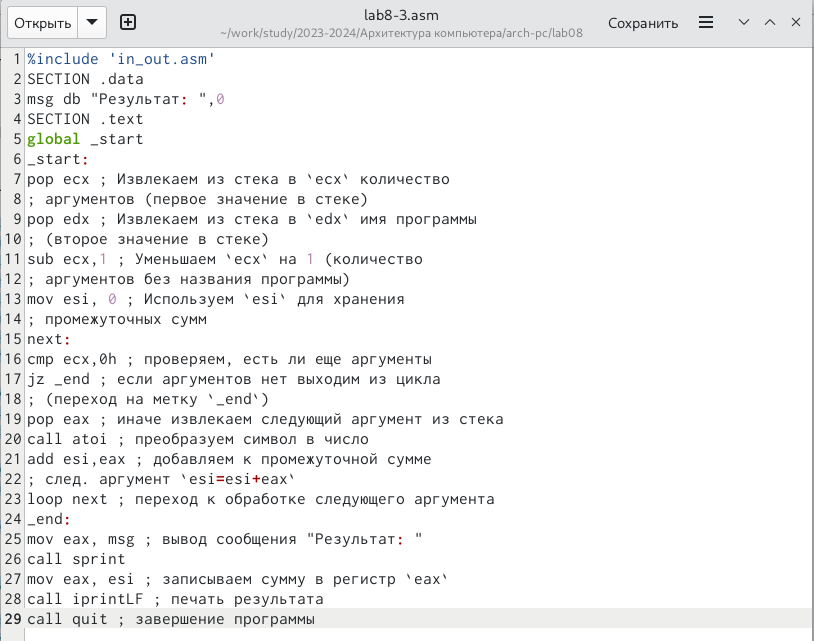 Открыть
lab8-3.asm
~/work/study/2023-2024/Архитектура компьютера/arch-pc/lab08
Сохранить
1 %include 'in_out.asm'
2 SECTION .data
3 msg db "Результат: ",0
4 SECTION .text
5 global _start
6 _start:
7 pop ecx ; Извлекаем из стека в `ecx` количество
8 ; аргументов (первое значение в стеке)
9 pop edx ; Извлекаем из стека в `edx` имя программы
10 ; (второе значение в стеке)
11 sub ecx,1 ; Уменьшаем `ecx` на 1 (количество
12 ; аргументов без названия программы)
13 mov esi, 0 ; Используем `esi` для хранения
14 ; промежуточных сумм
15 next:
16 cmp ecx,0h ; проверяем, есть ли еще аргументы
17 jz _end ; если аргументов нет выходим из цикла
18 ; (переход на метку `_end`)
19 pop eax ; иначе извлекаем следующий аргумент из стека
20 call atoi ; преобразуем символ в число
21 add esi,eax ; добавляем к промежуточной сумме
22 ; след. аргумент `esi=esi+eax`
23 loop next ; переход к обработке следующего аргумента
24 _end:
25 mov eax, msg ; вывод сообщения "Результат: "
26 call sprint
27 mov eax, esi ; записываем сумму в регистр `eax`
28 call iprintLF ; печать результата
29 call quit ; завершение программы